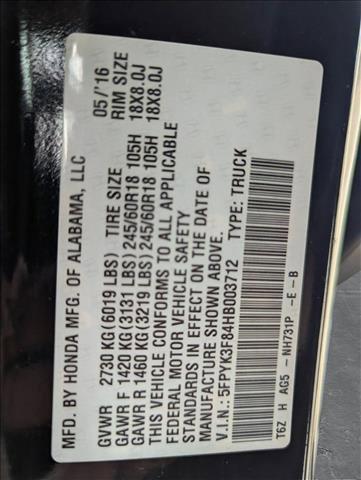 MFD. BY HONDA MFG. OF ALABAMA, LLC 05/'16
GVWR 2730 KG(6019 LBS) TIRE SIZE RIM SIZE
GAWR F 1420 KG(3131 LBS) 245/60R18 105H 18X8.0J
GAWR R 1460 KG(3219 LBS) 245/60R18 105H 18X8.0J
THIS VEHICLE CONFORMS TO ALL APPLICABLE
FEDERAL MOTOR VEHICLE SAFETY
STANDARDS IN EFFECT ON THE DATE OF
MANUFACTURE SHOWN ABOVE.
V.I.N.: 5FPYK3F84HB003712 TYPE: TRUCK
T6Z H AG5 -NH731P -E -B